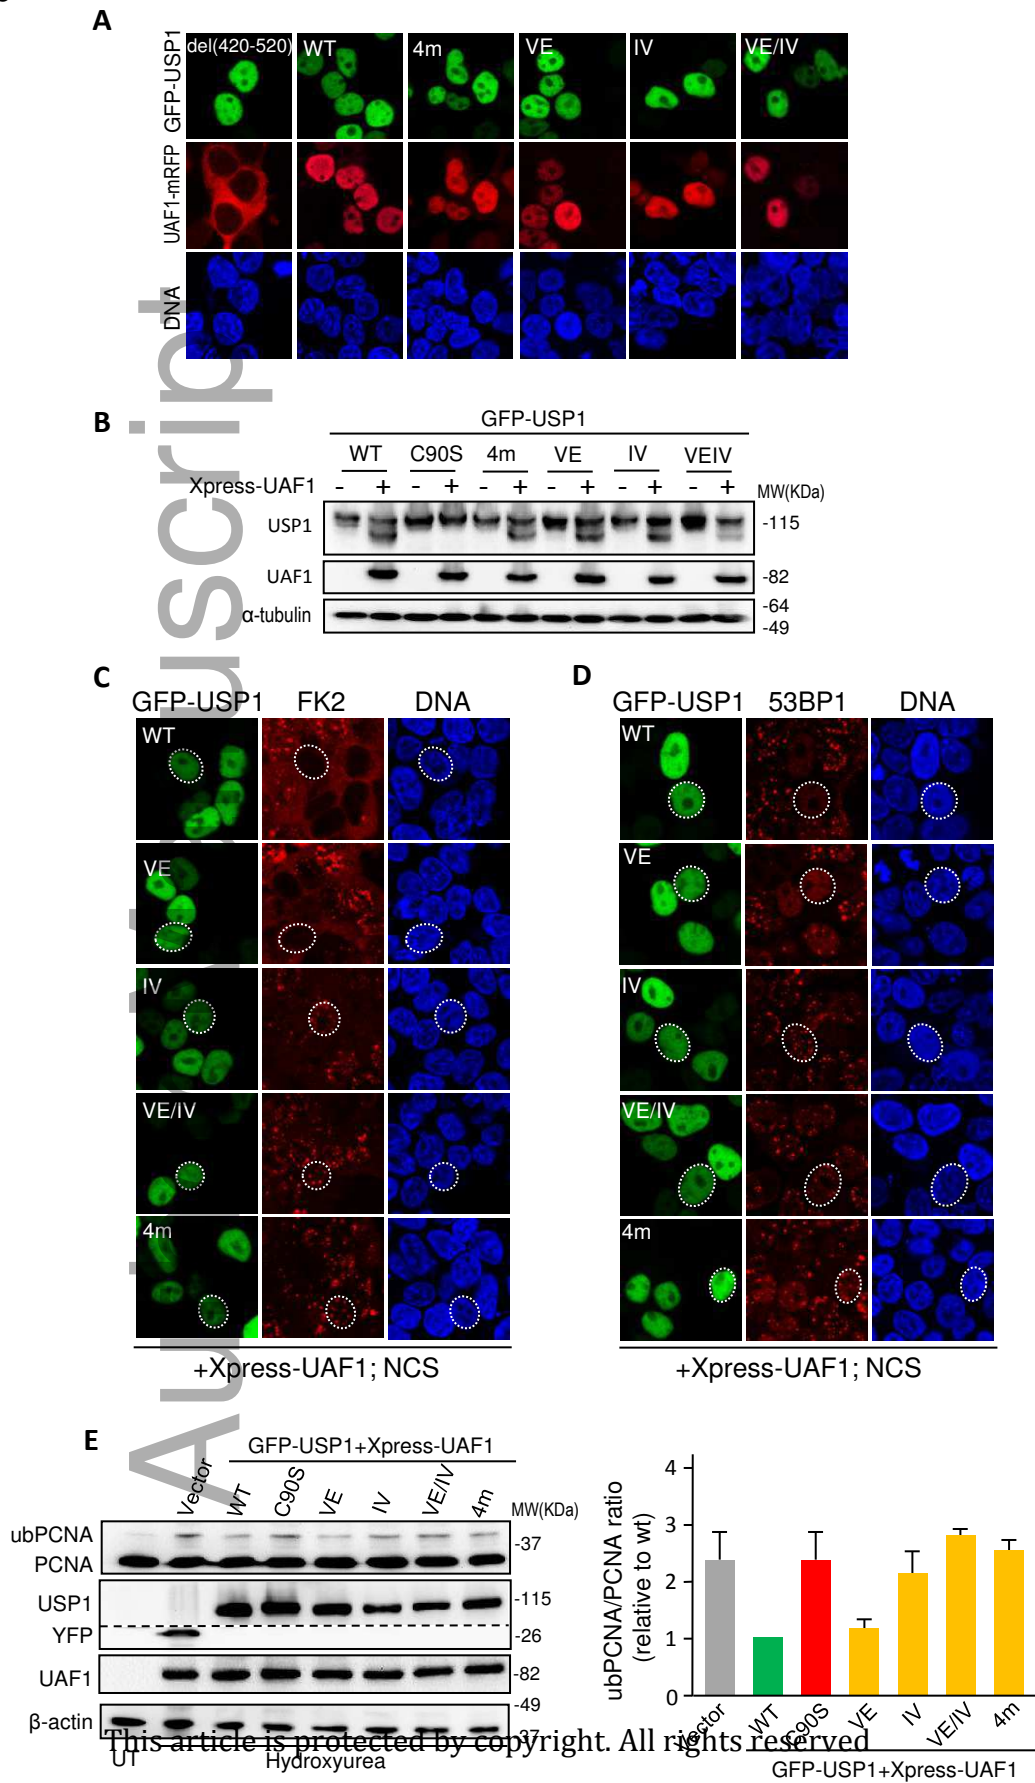 A
del(420-520) WT 4m VE IV VE/IV
GFP-USP1
UAF1-mRFP
DNA
B
GFP-USP1
WT C90S 4m VE IV VEIV
Xpress-UAF1 - + - + - + - + - + - + MW(KDa)
USP1 -115
UAF1 -82
α-tubulin -64
-49
C
GFP-USP1 FK2 DNA
WT
VE
IV
VE/IV
4m
+Xpress-UAF1; NCS
D
GFP-USP1 53BP1 DNA
WT
VE
IV
VE/IV
4m
+Xpress-UAF1; NCS
E
GFP-USP1+Xpress-UAF1
Vector WT C90S VE IV VE/IV 4m MW(KDa)
ubPCNA -37
PCNA
USP1 -115
YFP -26
UAF1 -82
β-actin -49
-37
UT Hydroxyurea
ubPCNA/PCNA ratio
(relative to wt)
4
3
2
1
0
Vector WT C90S VE IV VE/IV 4m
GFP-USP1+Xpress-UAF1
This article is protected by copyright. All rights reserved